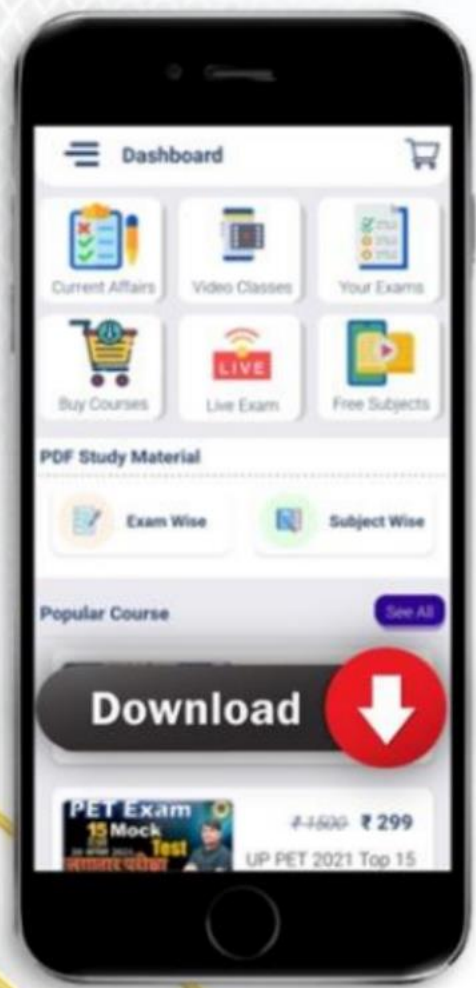 Dashboard
Current Affairs
Video Classes
Your Exams
Buy Courses
LIVE
Live Exam
Free Subjects
PDF Study Material
Exam Wise
Subject Wise
Popular Course
See All
Download
PET Exam
15 Mock
Test
लगातार परीक्षा
₹ 1500 ₹ 299
UP PET 2021 Top 15